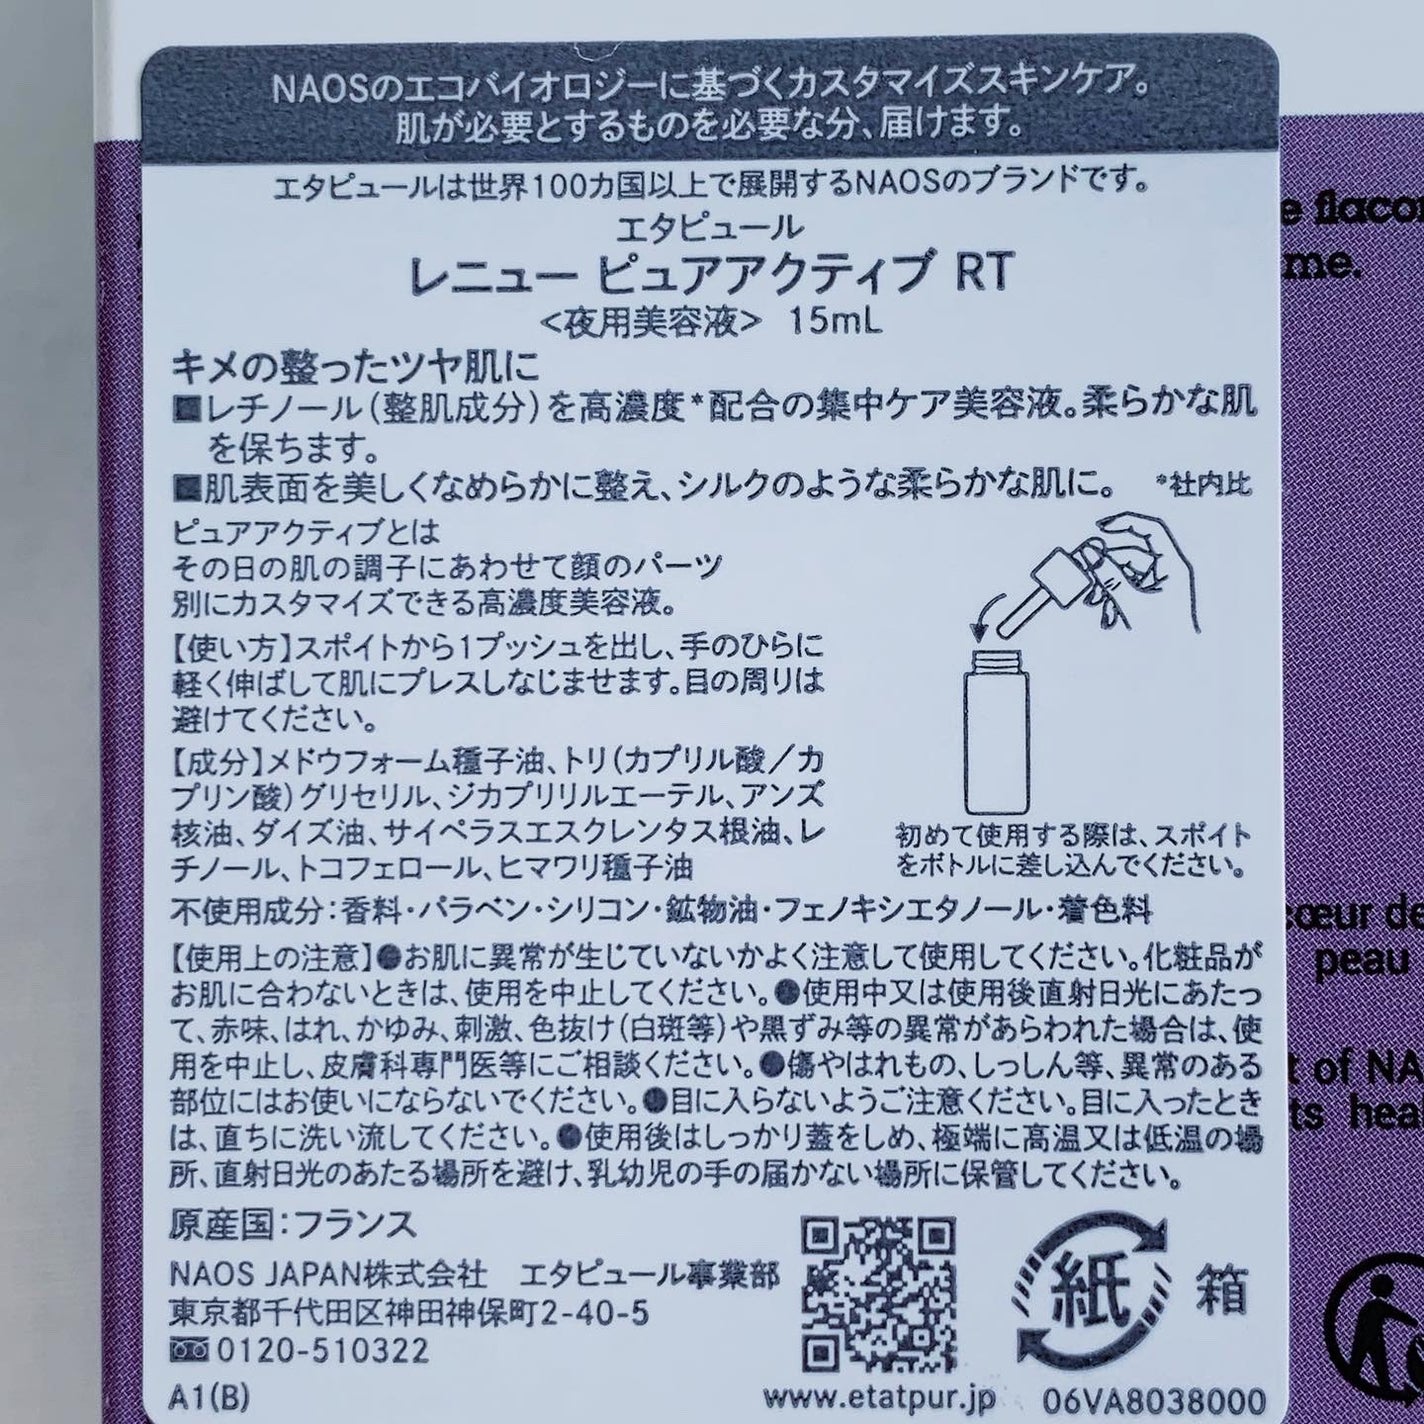 NAOSのエコバイオロジーに基づくカスタマイズスキンケア。
肌が必要とするものを必要な分、届けます。
エタピュールは世界100カ国以上で展開するNAOSのブランドです。
エタピュール
レニュー ピュアアクティブ RT
<夜用美容液> 15mL
キメの整ったツヤ肌に
■レチノール(整肌成分)を高濃度*配合の集中ケア美容液。柔らかな肌
を保ちます。
■肌表面を美しくなめらかに整え、シルクのような柔らかな肌に。 *社内比
ピュアアクティブとは
その日の肌の調子にあわせて顔のパーツ
別にカスタマイズできる高濃度美容液。
【使い方】スポイトから1プッシュを出し、手のひらに
軽く伸ばして肌にプレスしなじませます。目の周りは
避けてください。
【成分】メドウフォーム種子油、トリ(カプリル酸/カ
プリン酸)グリセリル、ジカプリリルエーテル、アンズ
核油、ダイズ油、サイペラスエスクレンタス根油、レ
チノール、トコフェロール、ヒマワリ種子油
初めて使用する際は、スポイト
をボトルに差し込んでください。
不使用成分:香料・パラベン・シリコン・鉱物油・フェノキシエタノール・着色料
【使用上の注意】●お肌に異常が生じていないかよく注意して使用してください。化粧品が
お肌に合わないときは、使用を中止してください。●使用中又は使用後直射日光にあたっ
て、赤味、はれ、かゆみ、刺激、色抜け(白斑等)や黒ずみ等の異常があらわれた場合は、使
用を中止し、皮膚科専門医等にご相談ください。●傷やはれもの、しっしん等、異常のある
部位にはお使いにならないでください。●目に入らないようご注意ください。目に入ったとき
は、直ちに洗い流してください。●使用後はしっかり蓋をしめ、極端に高温又は低温の場
所、直射日光のあたる場所を避け、乳幼児の手の届かない場所に保管してください。
原産国:フランス
NAOS JAPAN株式会社 エタピュール事業部
東京都千代田区神田神保町2-40-5
0120-510322
A1(B)
www.etatpur.jp 06VA8038000
紙 箱
e flaco
me.
cœur de
peau
t of NA
ts hea